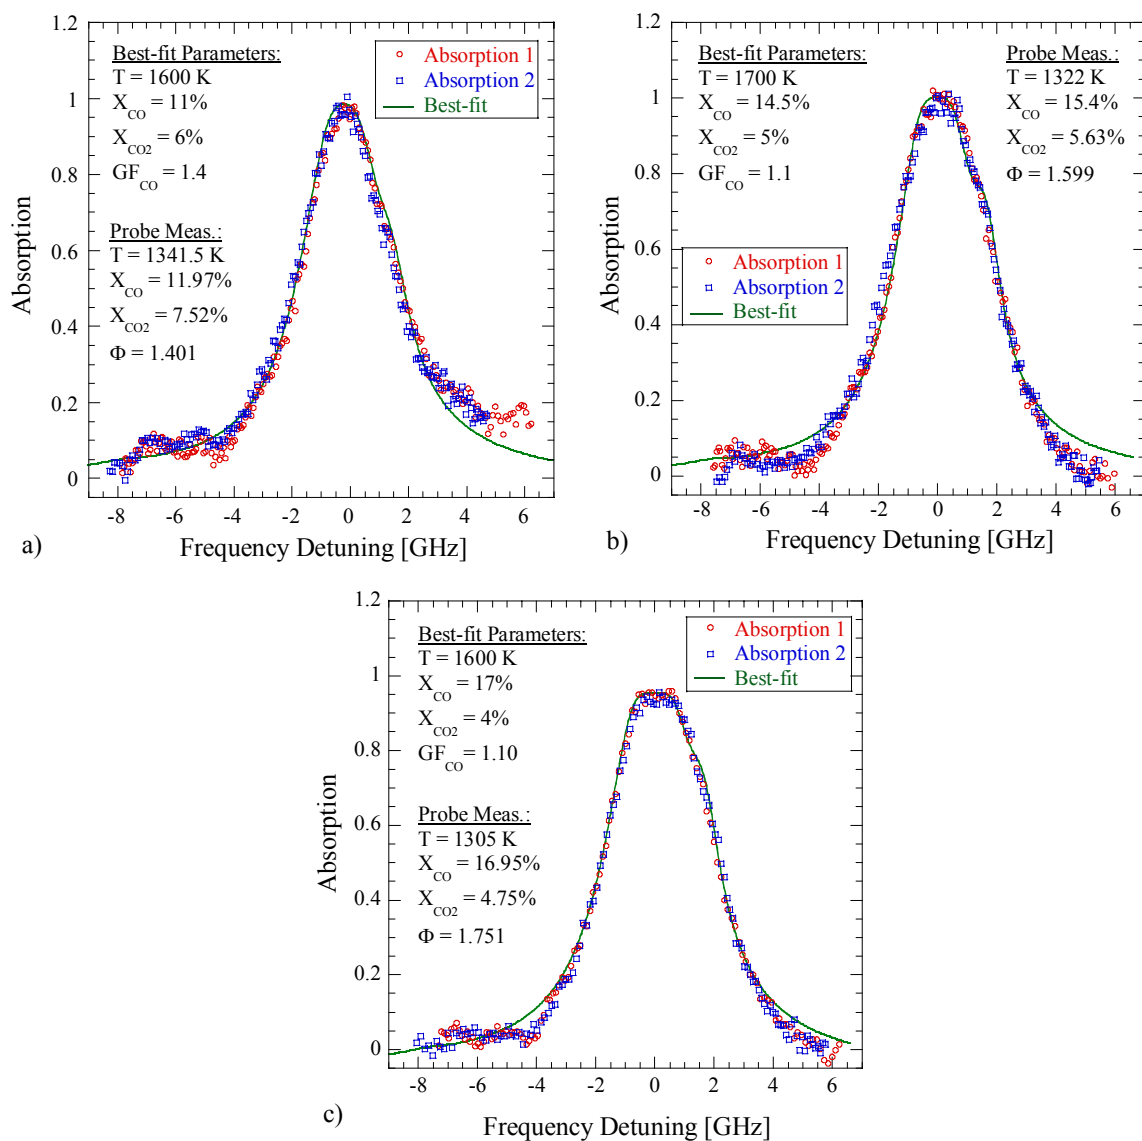 1.2
1
0.8
0.6
0.4
0.2
0
Absorption
Best-fit Parameters:
T = 1600 K
X_CO = 11%
X_CO2 = 6%
GF_CO = 1.4
Probe Meas.:
T = 1341.5 K
X_CO = 11.97%
X_CO2 = 7.52%
Φ = 1.401
Absorption 1
Absorption 2
Best-fit
-8 -6 -4 -2 0 2 4 6
a) Frequency Detuning [GHz]
1.2
1
0.8
0.6
0.4
0.2
0
Absorption
Best-fit Parameters:
T = 1700 K
X_CO = 14.5%
X_CO2 = 5%
GF_CO = 1.1
Probe Meas.:
T = 1322 K
X_CO = 15.4%
X_CO2 = 5.63%
Φ = 1.599
Absorption 1
Absorption 2
Best-fit
-8 -6 -4 -2 0 2 4 6
b) Frequency Detuning [GHz]
1.2
1
0.8
0.6
0.4
0.2
0
Absorption
Best-fit Parameters:
T = 1600 K
X_CO = 17%
X_CO2 = 4%
GF_CO = 1.10
Probe Meas.:
T = 1305 K
X_CO = 16.95%
X_CO2 = 4.75%
Φ = 1.751
Absorption 1
Absorption 2
Best-fit
-8 -6 -4 -2 0 2 4 6
c) Frequency Detuning [GHz]